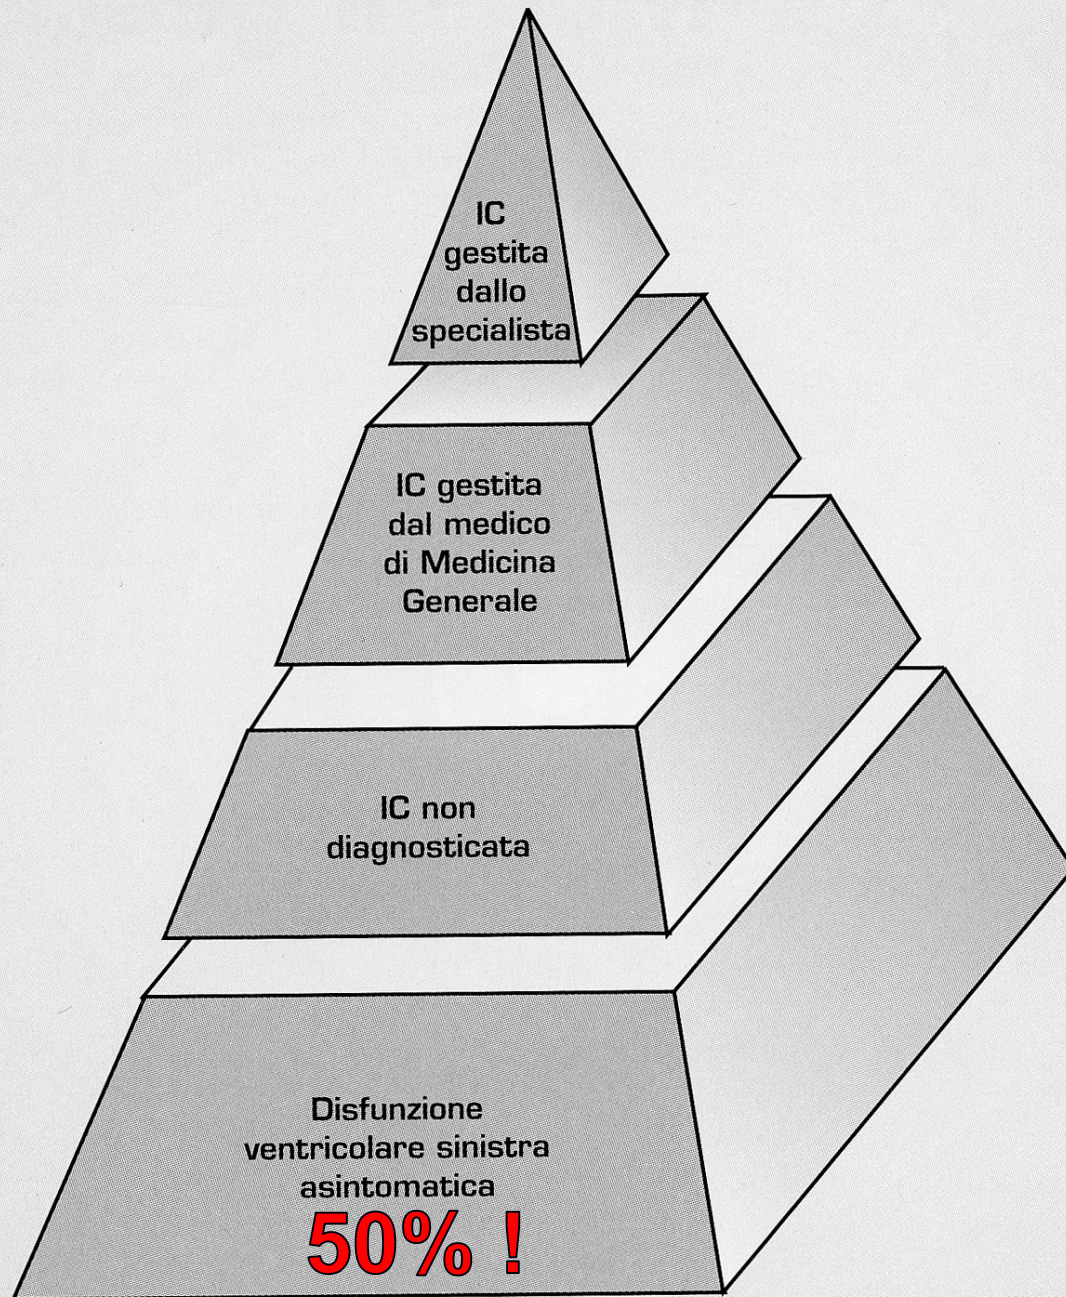 IC
gestita
dallo
specialista
IC gestita
dal medico
di Medicina
Generale
IC non
diagnosticata
Disfunzione
ventricolare sinistra
asintomatica
50% !